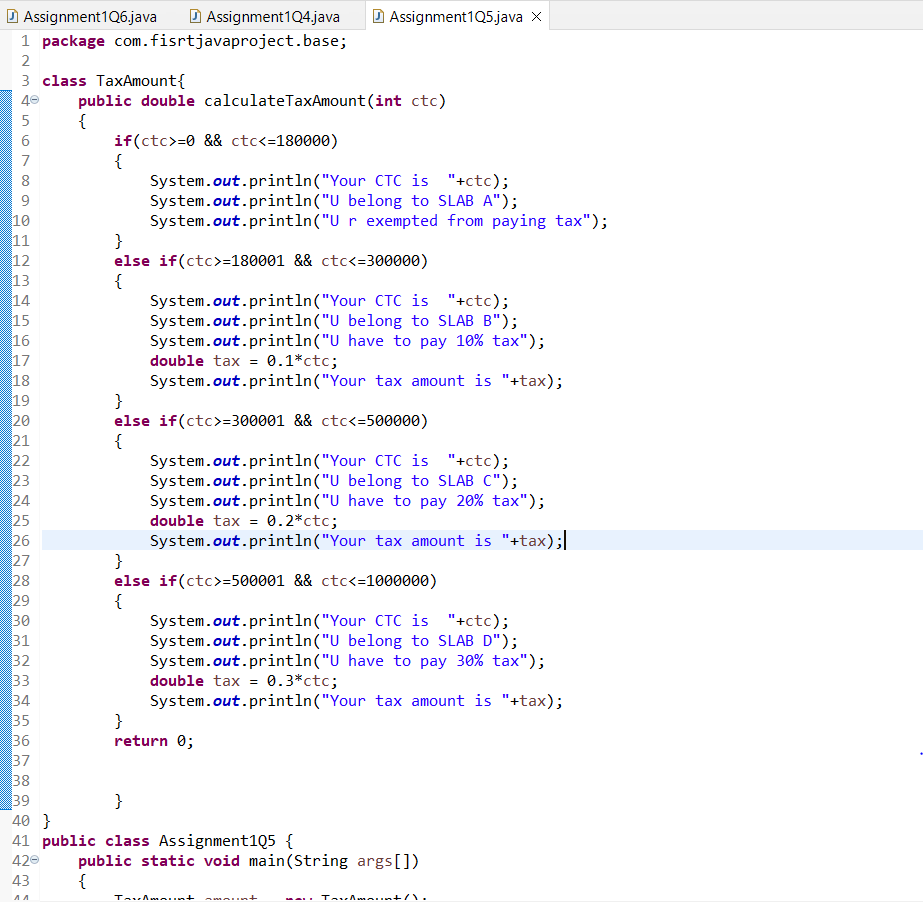 Assignment1Q6.java Assignment1Q4.java Assignment1Q5.java
1 package com.fisrtjavaproject.base;
2
3 class TaxAmount{
4 public double calculateTaxAmount(int ctc)
5 {
6 if(ctc>=0 && ctc<=180000)
7 {
8 System.out.println("Your CTC is  "+ctc);
9 System.out.println("U belong to SLAB A");
10 System.out.println("U r exempted from paying tax");
11 }
12 else if(ctc>=180001 && ctc<=300000)
13 {
14 System.out.println("Your CTC is  "+ctc);
15 System.out.println("U belong to SLAB B");
16 System.out.println("U have to pay 10% tax");
17 double tax = 0.1*ctc;
18 System.out.println("Your tax amount is "+tax);
19 }
20 else if(ctc>=300001 && ctc<=500000)
21 {
22 System.out.println("Your CTC is  "+ctc);
23 System.out.println("U belong to SLAB C");
24 System.out.println("U have to pay 20% tax");
25 double tax = 0.2*ctc;
26 System.out.println("Your tax amount is "+tax);
27 }
28 else if(ctc>=500001 && ctc<=1000000)
29 {
30 System.out.println("Your CTC is  "+ctc);
31 System.out.println("U belong to SLAB D");
32 System.out.println("U have to pay 30% tax");
33 double tax = 0.3*ctc;
34 System.out.println("Your tax amount is "+tax);
35 }
36 return 0;
37
38
39 }
40 }
41 public class Assignment1Q5 {
42 public static void main(String args[])
43 {
44 TaxAmount amount = new TaxAmount();